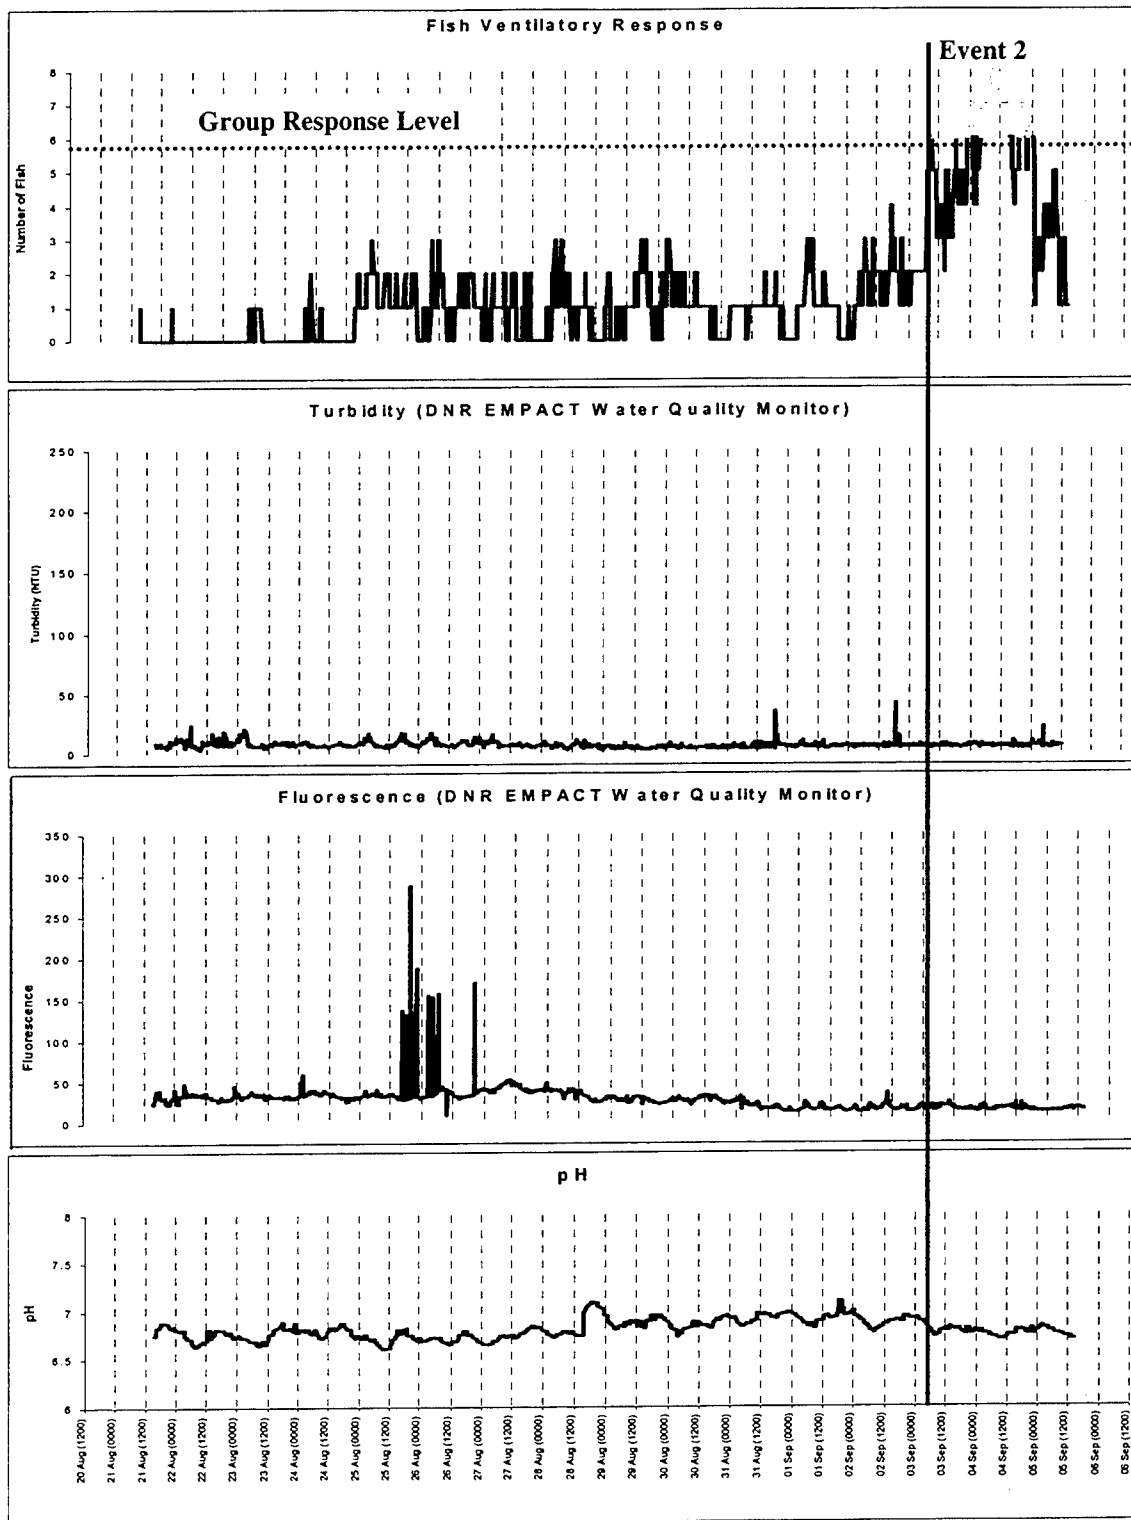 Fish Ventilatory Response
Event 2
Group Response Level
Number of Fish
8
7
6
5
4
3
2
1
0
Turbidity (DNR EMPACT Water Quality Monitor)
Turbidity (NTU)
250
200
150
100
50
0
Fluorescence (DNR EMPACT Water Quality Monitor)
Fluorescence
350
300
250
200
150
100
50
0
pH
pH
8
7.5
7
6.5
6
20 Aug (1200)
21 Aug (0000)
21 Aug (1200)
22 Aug (0000)
22 Aug (1200)
23 Aug (0000)
23 Aug (1200)
24 Aug (0000)
24 Aug (1200)
25 Aug (0000)
25 Aug (1200)
26 Aug (0000)
26 Aug (1200)
27 Aug (0000)
27 Aug (1200)
28 Aug (0000)
28 Aug (1200)
29 Aug (0000)
29 Aug (1200)
30 Aug (0000)
30 Aug (1200)
31 Aug (0000)
31 Aug (1200)
01 Sep (0000)
01 Sep (1200)
02 Sep (0000)
02 Sep (1200)
03 Sep (0000)
03 Sep (1200)
04 Sep (0000)
04 Sep (1200)
05 Sep (0000)
05 Sep (1200)
06 Sep (0000)
06 Sep (1200)